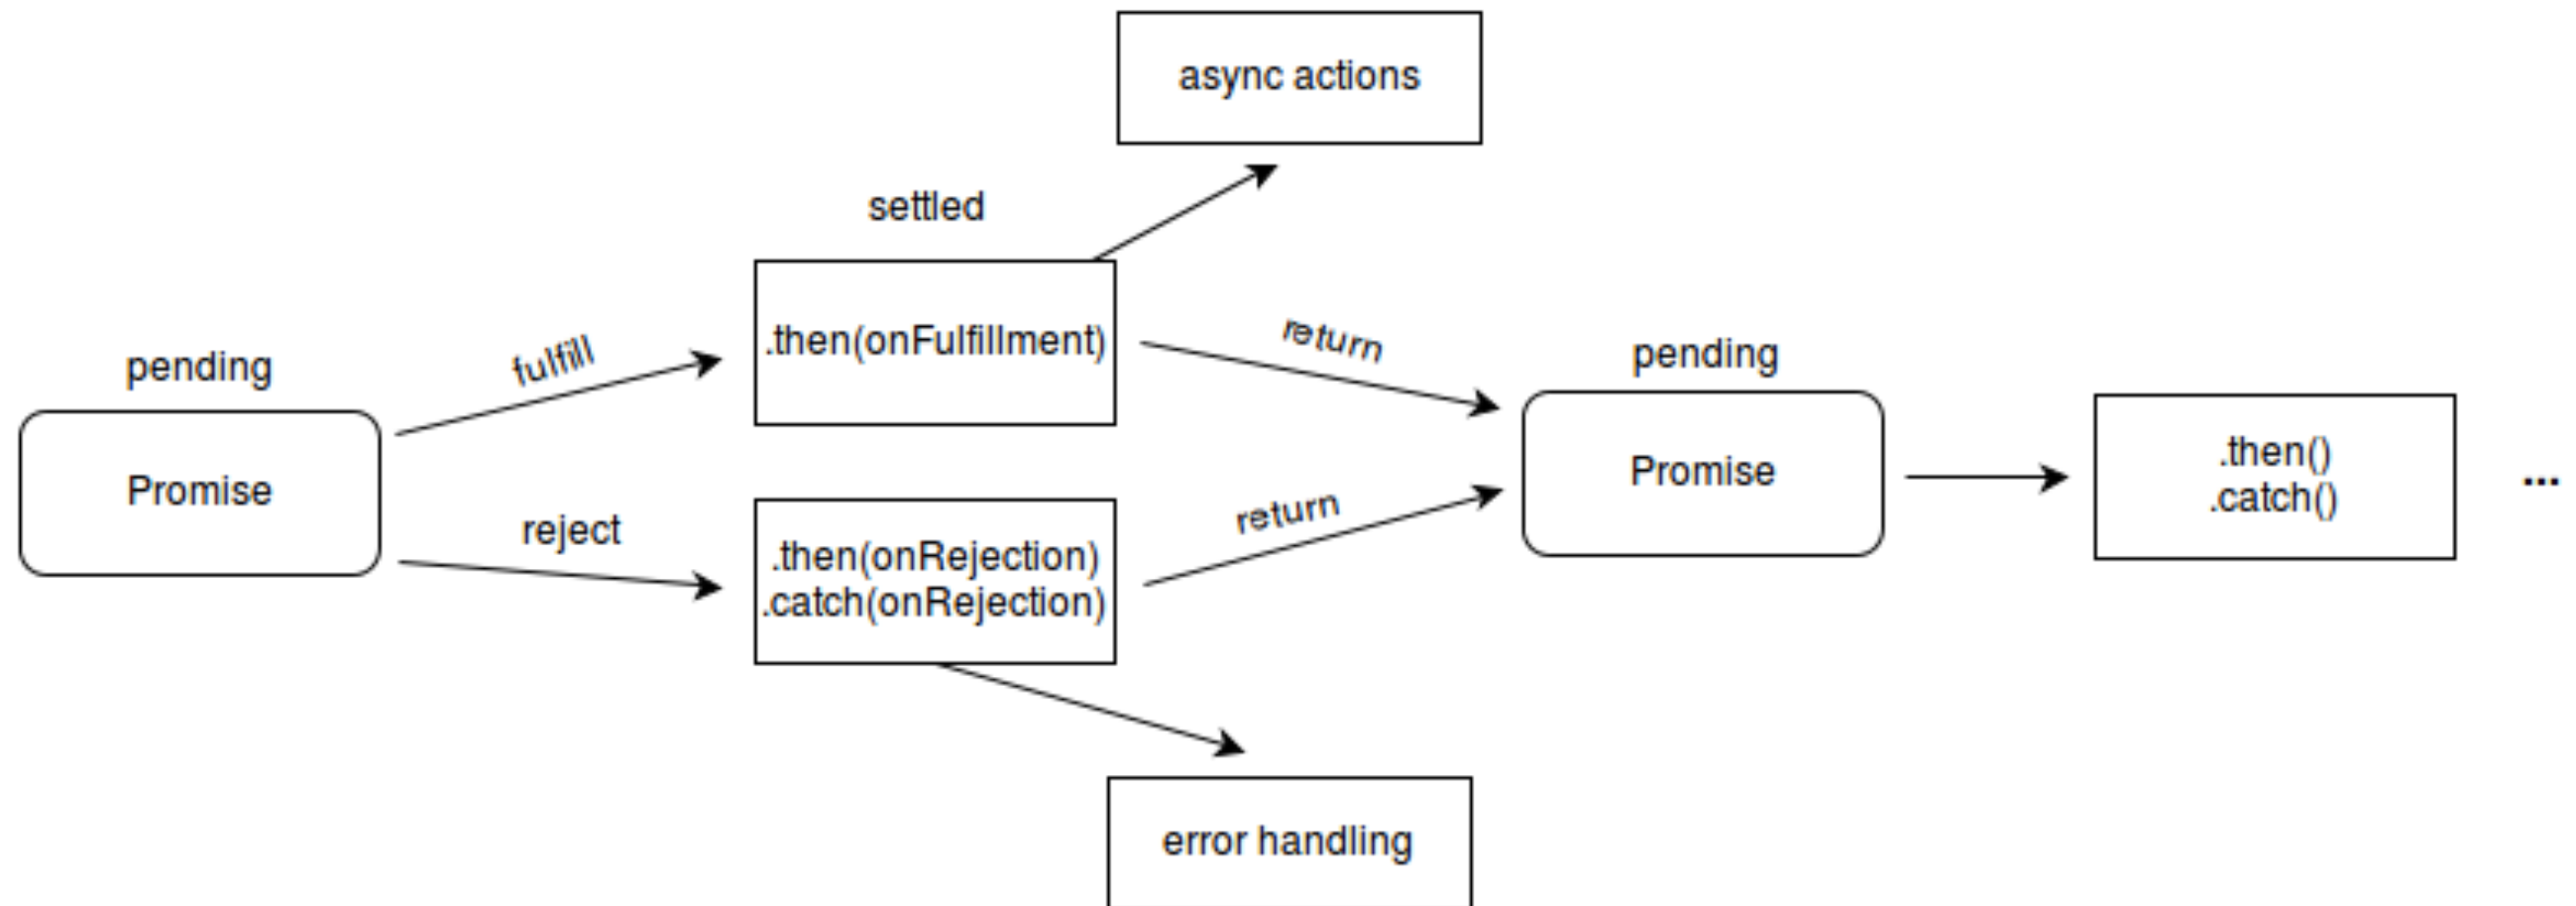 async actions
settled
.then(onFulfillment)
fulfill
return
pending
pending
Promise
Promise
.then()
.catch()
...
reject
return
.then(onRejection)
.catch(onRejection)
error handling